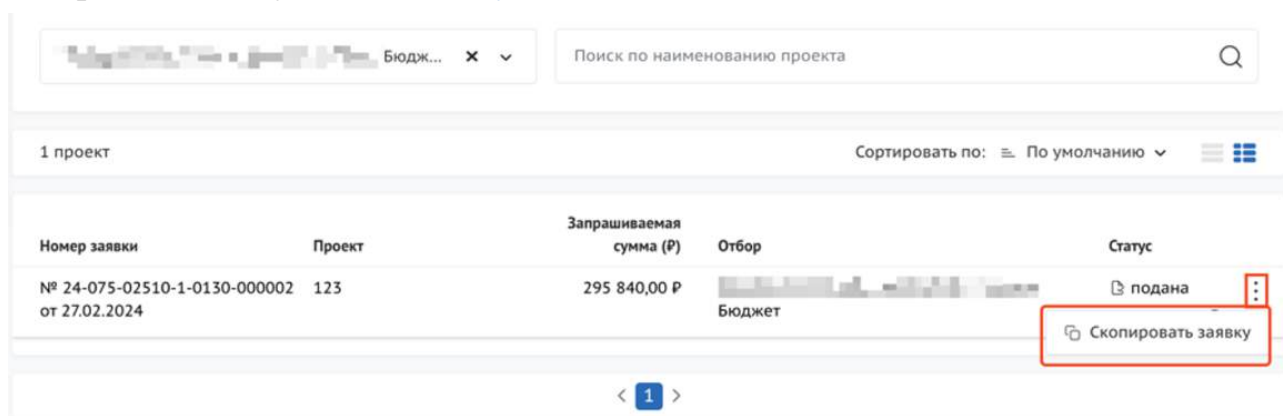 Бюдж...
Поиск по наименованию проекта
1 проект
Сортировать по: По умолчанию
Номер заявки
Проект
Запрашиваемая
сумма (₽)
Отбор
Статус
№ 24-075-02510-1-0130-000002
от 27.02.2024
123
295 840,00 ₽
Бюджет
подана
Скопировать заявку
< 1 >